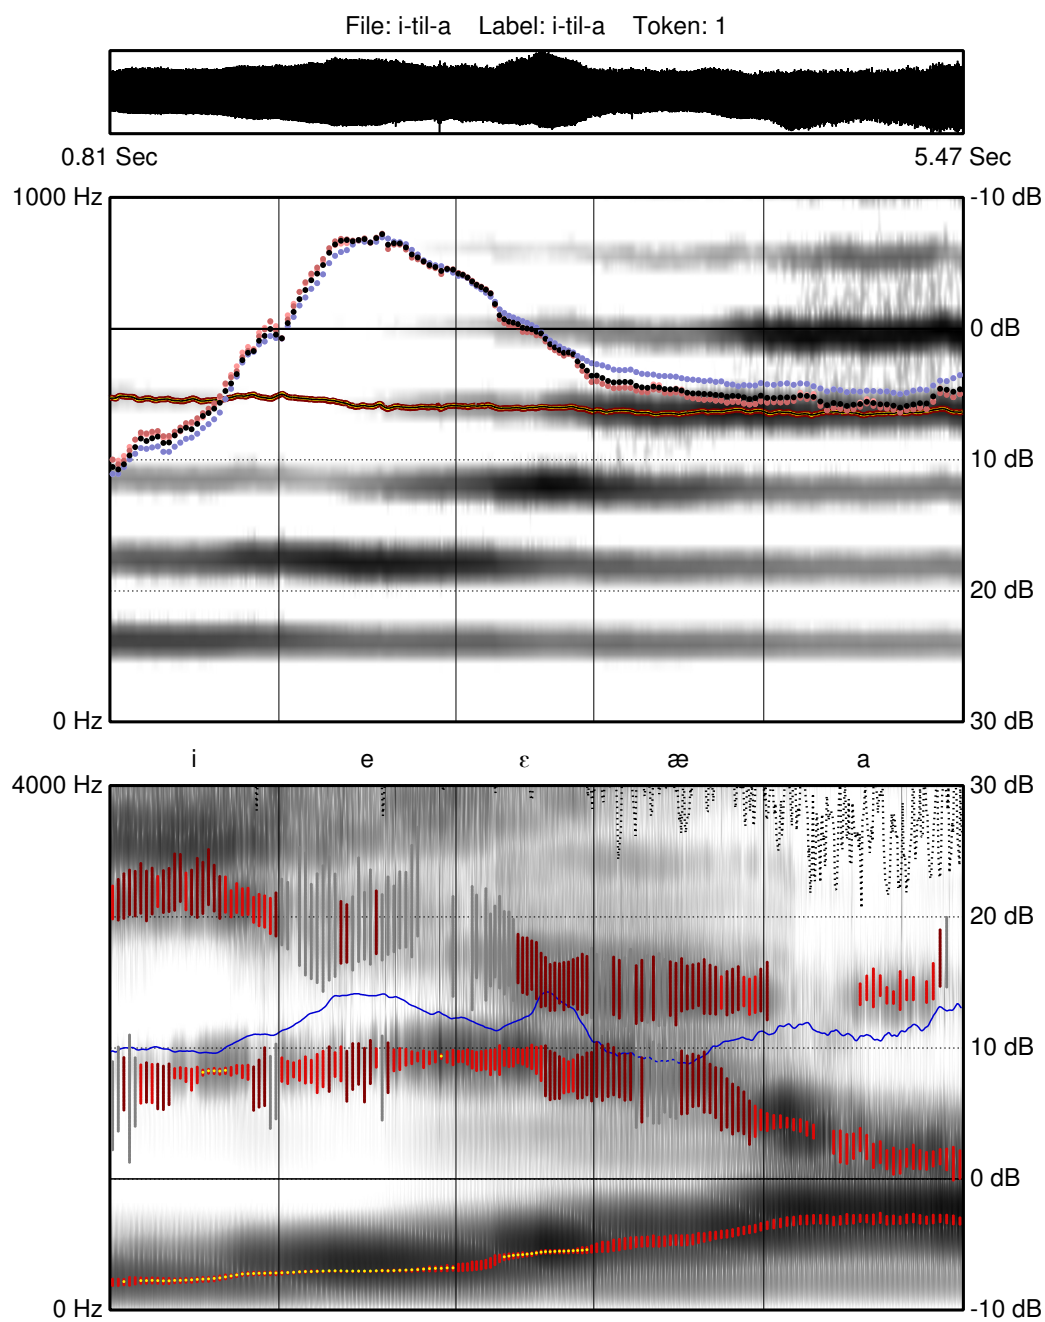 File: i-til-a Label: i-til-a Token: 1
0.81 Sec 5.47 Sec
1000 Hz -10 dB
0 dB
10 dB
20 dB
0 Hz 30 dB
i e ε æ a
4000 Hz 30 dB
20 dB
10 dB
0 dB
0 Hz -10 dB